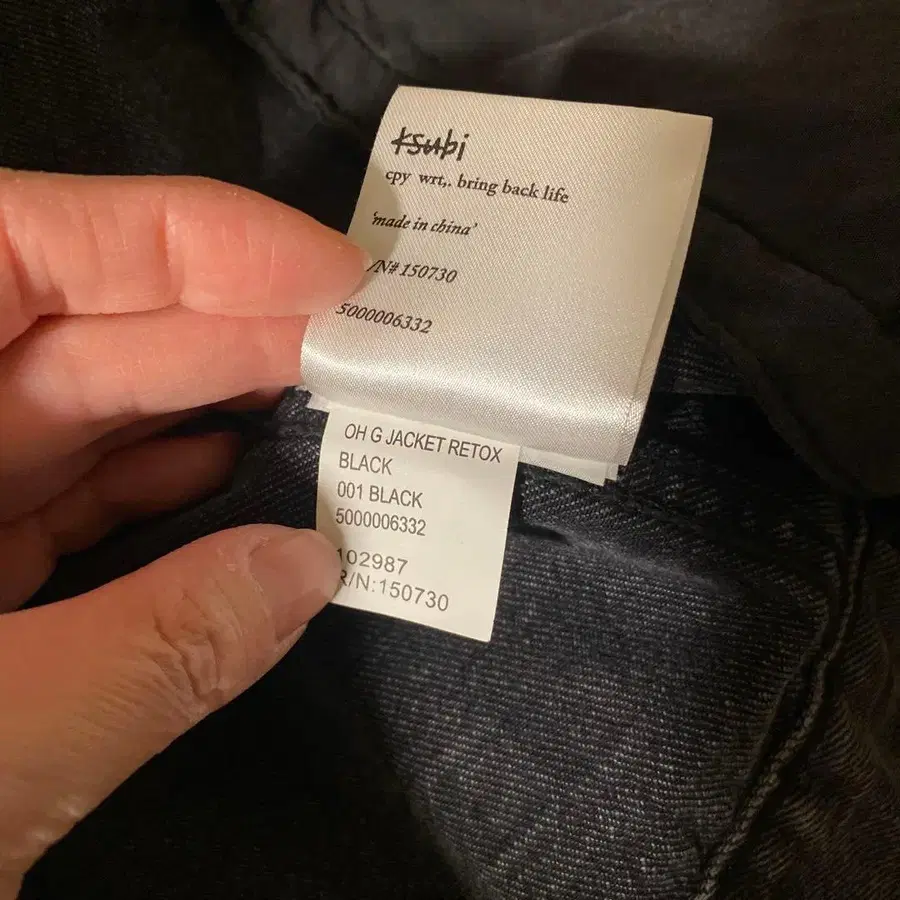 ksubi
cpy wrt,. bring back life
'made in china'
/N# 150730
5000006332
OH G JACKET RETOX
BLACK
001 BLACK
5000006332
102987
R/N:150730